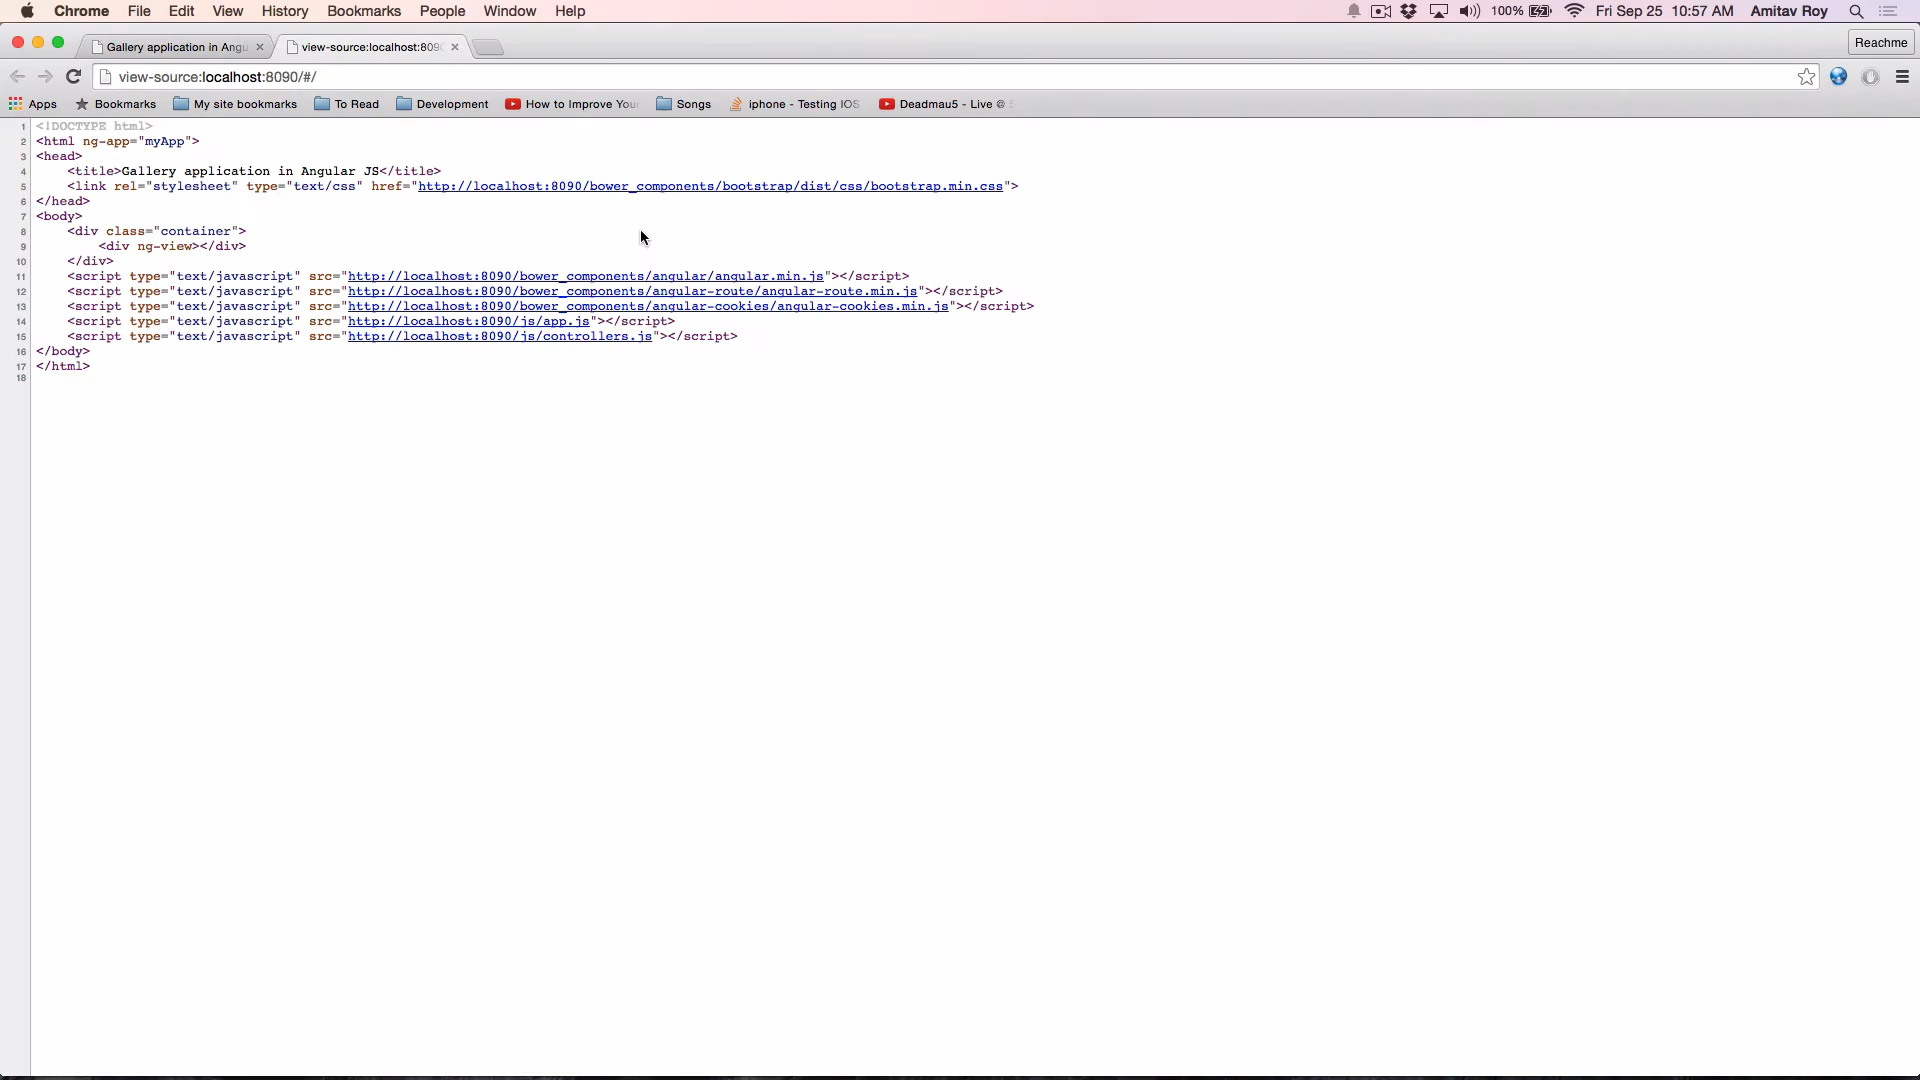 Chrome File Edit View History Bookmarks People Window Help 100% Fri Sep 25 10:57 AM Amitav Roy
Gallery application in Angu view-source:localhost:809 Reachme
view-source:localhost:8090/#/
Apps Bookmarks My site bookmarks To Read Development How to Improve You Songs iphone - Testing IOS Deadmau5 - Live @
1 <!DOCTYPE html>
2 <html ng-app="myApp">
3 <head>
4 <title>Gallery application in Angular JS</title>
5 <link rel="stylesheet" type="text/css" href="http://localhost:8090/bower_components/bootstrap/dist/css/bootstrap.min.css">
6 </head>
7 <body>
8 <div class="container">
9 <div ng-view></div>
10 </div>
11 <script type="text/javascript" src="http://localhost:8090/bower_components/angular/angular.min.js"></script>
12 <script type="text/javascript" src="http://localhost:8090/bower_components/angular-route/angular-route.min.js"></script>
13 <script type="text/javascript" src="http://localhost:8090/bower_components/angular-cookies/angular-cookies.min.js"></script>
14 <script type="text/javascript" src="http://localhost:8090/js/app.js"></script>
15 <script type="text/javascript" src="http://localhost:8090/js/controllers.js"></script>
16 </body>
17 </html>
18